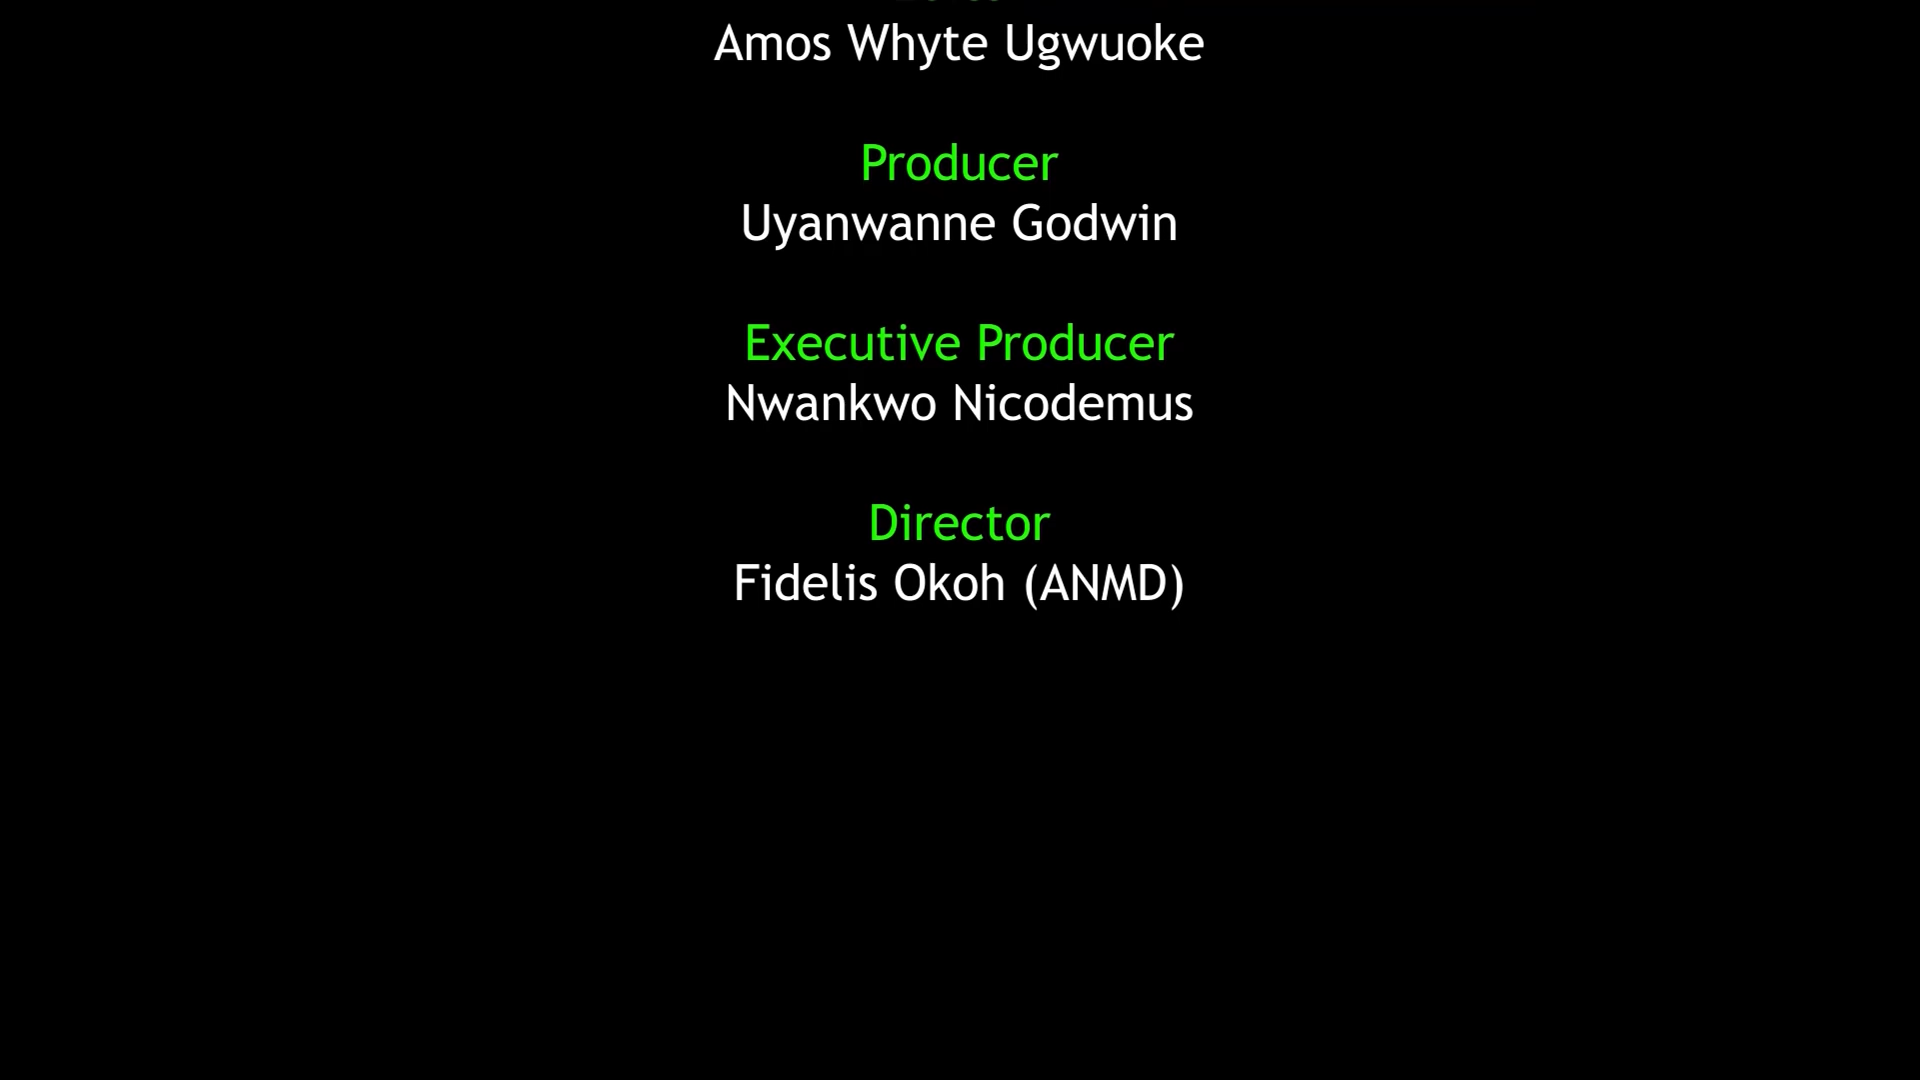 Amos Whyte Ugwuoke
Producer
Uyanwanne Godwin
Executive Producer
Nwankwo Nicodemus
Director
Fidelis Okoh (ANMD)